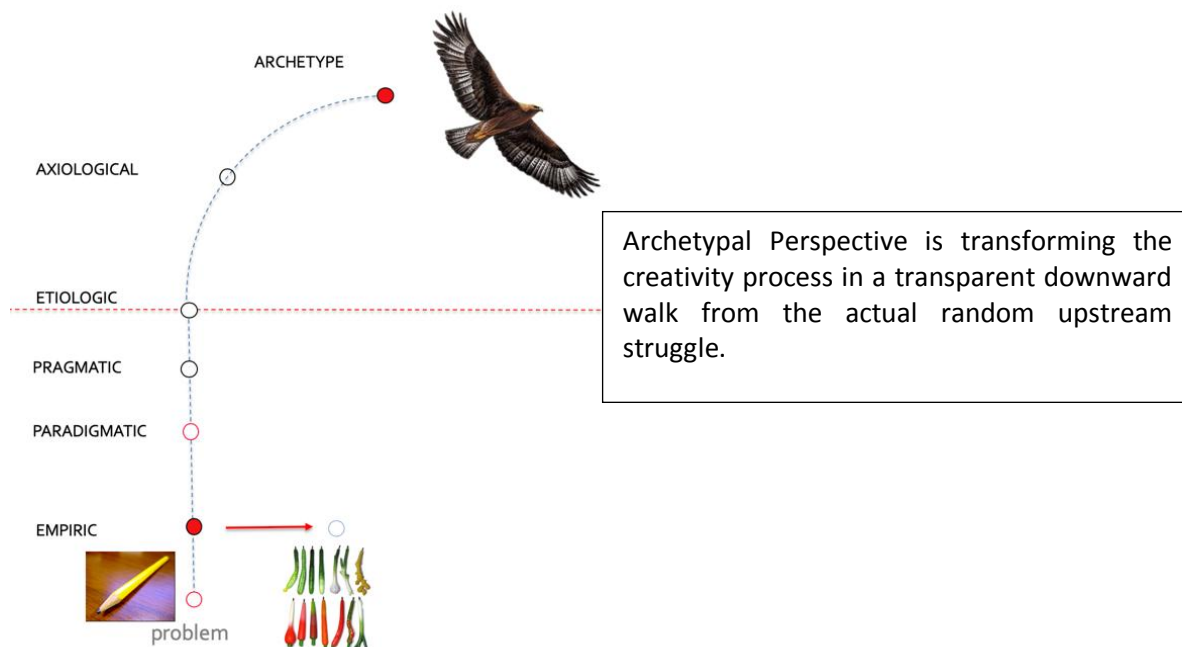 ARCHETYPE
AXIOLOGICAL
Archetypal Perspective is transforming the
creativity process in a transparent downward
walk from the actual random upstream
struggle.
ETIOLOGIC
PRAGMATIC
PARADIGMATIC
EMPIRIC
problem